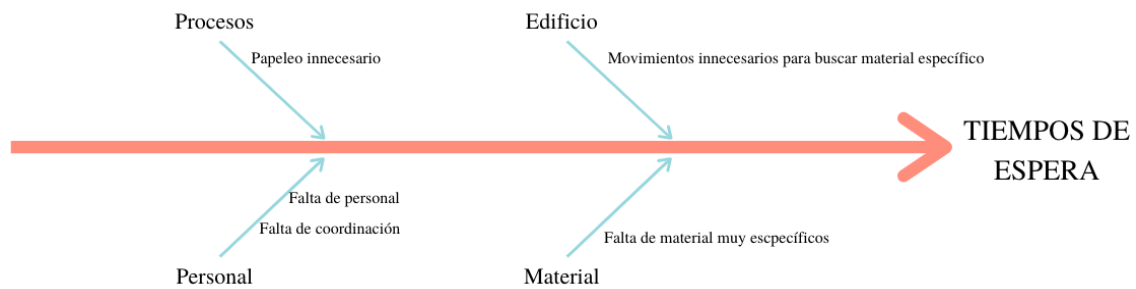 Procesos
Edificio
Papeleo innecesario
Movimientos innecesarios para buscar material específico
TIEMPOS DE
ESPERA
Falta de personal
Falta de coordinación
Falta de material muy escpecíficos
Personal
Material